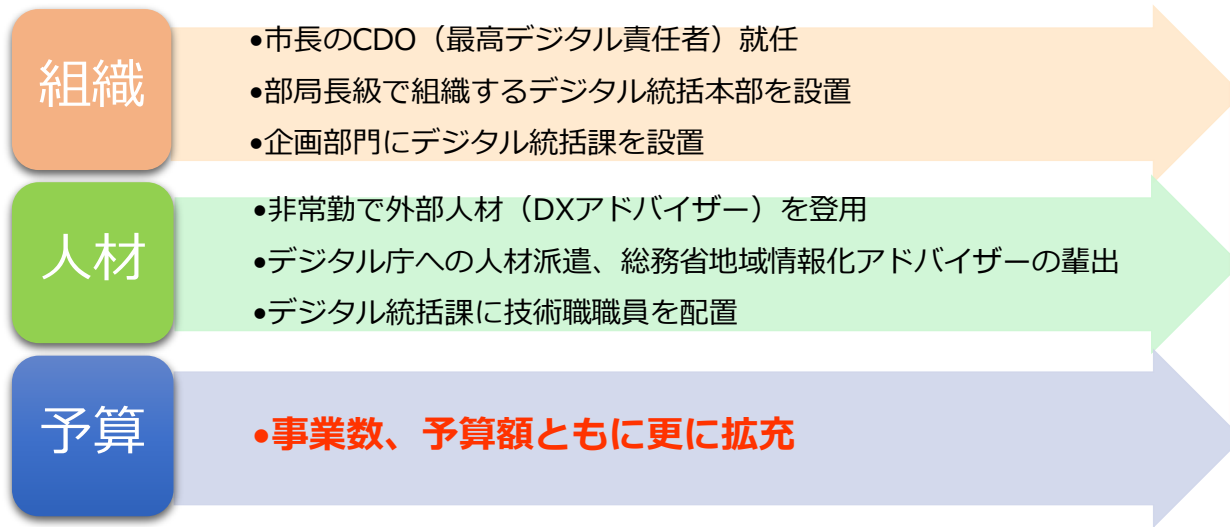 組織
•市長のCDO（最高デジタル責任者）就任
•部局長級で組織するデジタル統括本部を設置
•企画部門にデジタル統括課を設置
人材
•非常勤で外部人材（DXアドバイザー）を登用
•デジタル庁への人材派遣、総務省地域情報化アドバイザーの輩出
•デジタル統括課に技術職職員を配置
予算
•事業数、予算額ともに更に拡充